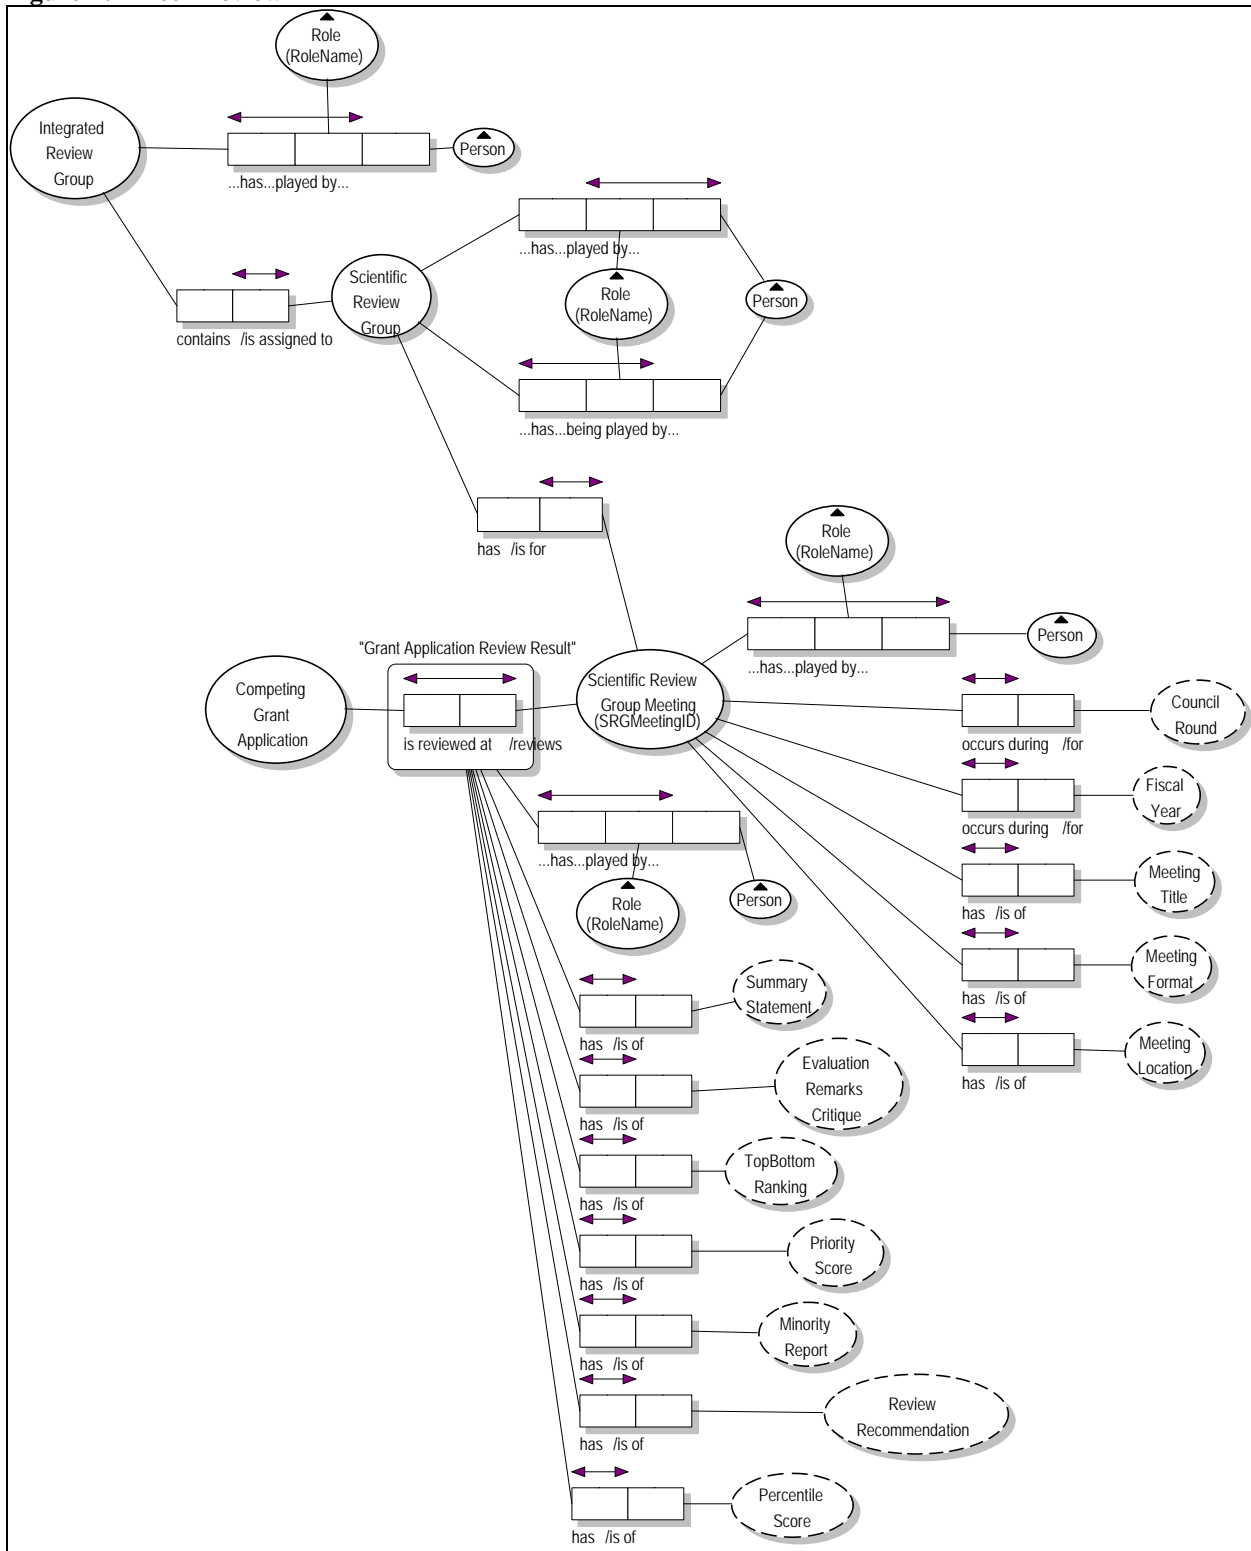 Role
(RoleName)
Integrated
Review
Group
Person
...has...played by...
...has...played by...
Scientific
Review
Group
Role
(RoleName)
Person
contains /is assigned to
...has...being played by...
has /is for
Role
(RoleName)
Person
...has...played by...
"Grant Application Review Result"
Competing
Grant
Application
is reviewed at /reviews
Scientific Review
Group Meeting
(SRGMeetingID)
Council
Round
occurs during /for
Fiscal
Year
occurs during /for
Meeting
Title
has /is of
Meeting
Format
has /is of
Meeting
Location
has /is of
...has...played by...
Role
(RoleName)
Person
Summary
Statement
has /is of
Evaluation
Remarks
Critique
has /is of
TopBottom
Ranking
has /is of
Priority
Score
has /is of
Minority
Report
has /is of
Review
Recommendation
has /is of
Percentile
Score
has /is of